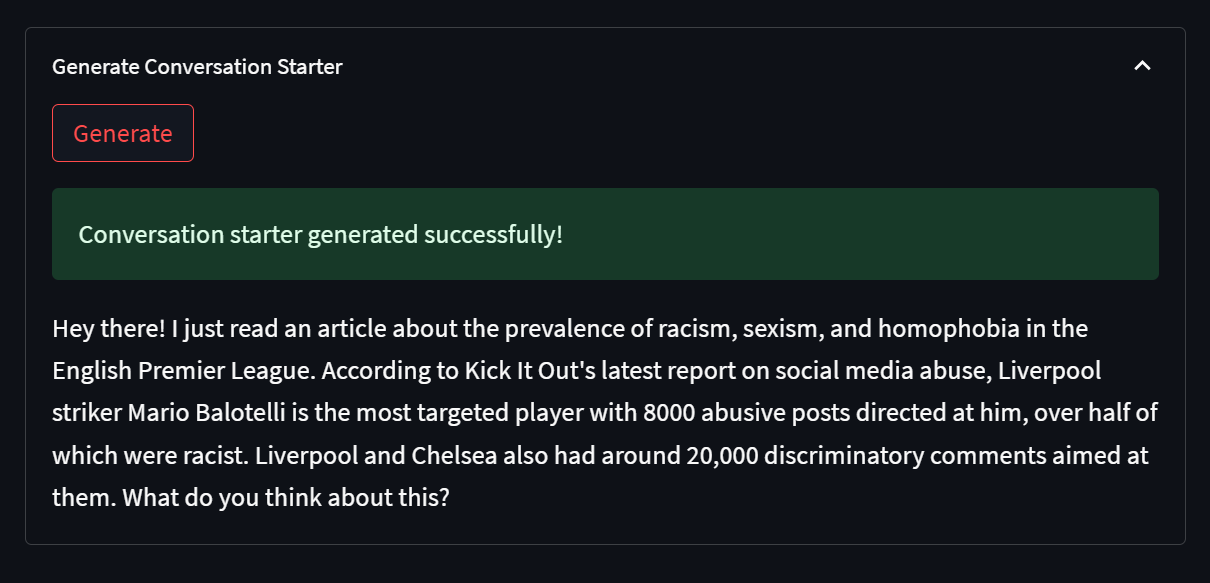 Generate Conversation Starter
Generate
Conversation starter generated successfully!
Hey there! I just read an article about the prevalence of racism, sexism, and homophobia in the
English Premier League. According to Kick It Out's latest report on social media abuse, Liverpool
striker Mario Balotelli is the most targeted player with 8000 abusive posts directed at him, over half of
which were racist. Liverpool and Chelsea also had around 20,000 discriminatory comments aimed at
them. What do you think about this?